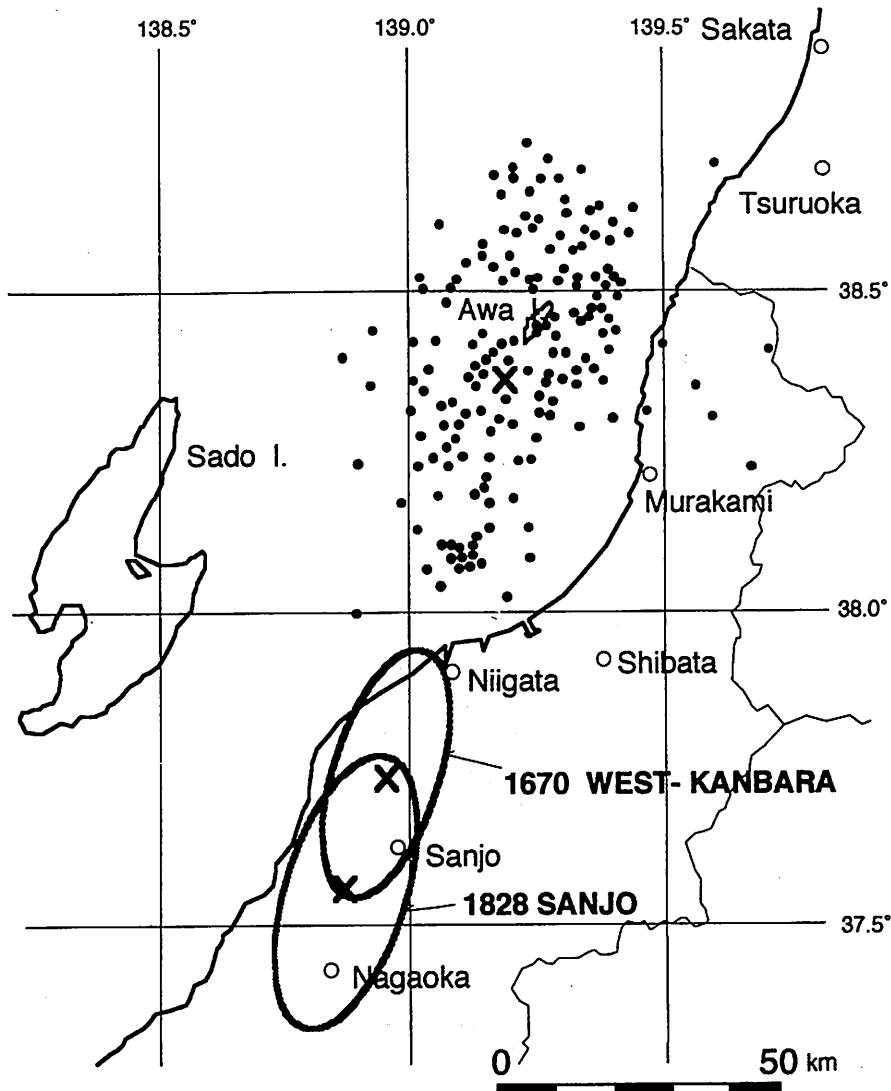 138.5°
139.0°
139.5°
Sakata
Tsuruoka
38.5°
Awa I.
Sado I.
Murakami
38.0°
Shibata
Niigata
1670 WEST- KANBARA
Sanjo
1828 SANJO
37.5°
Nagaoka
0 50 km